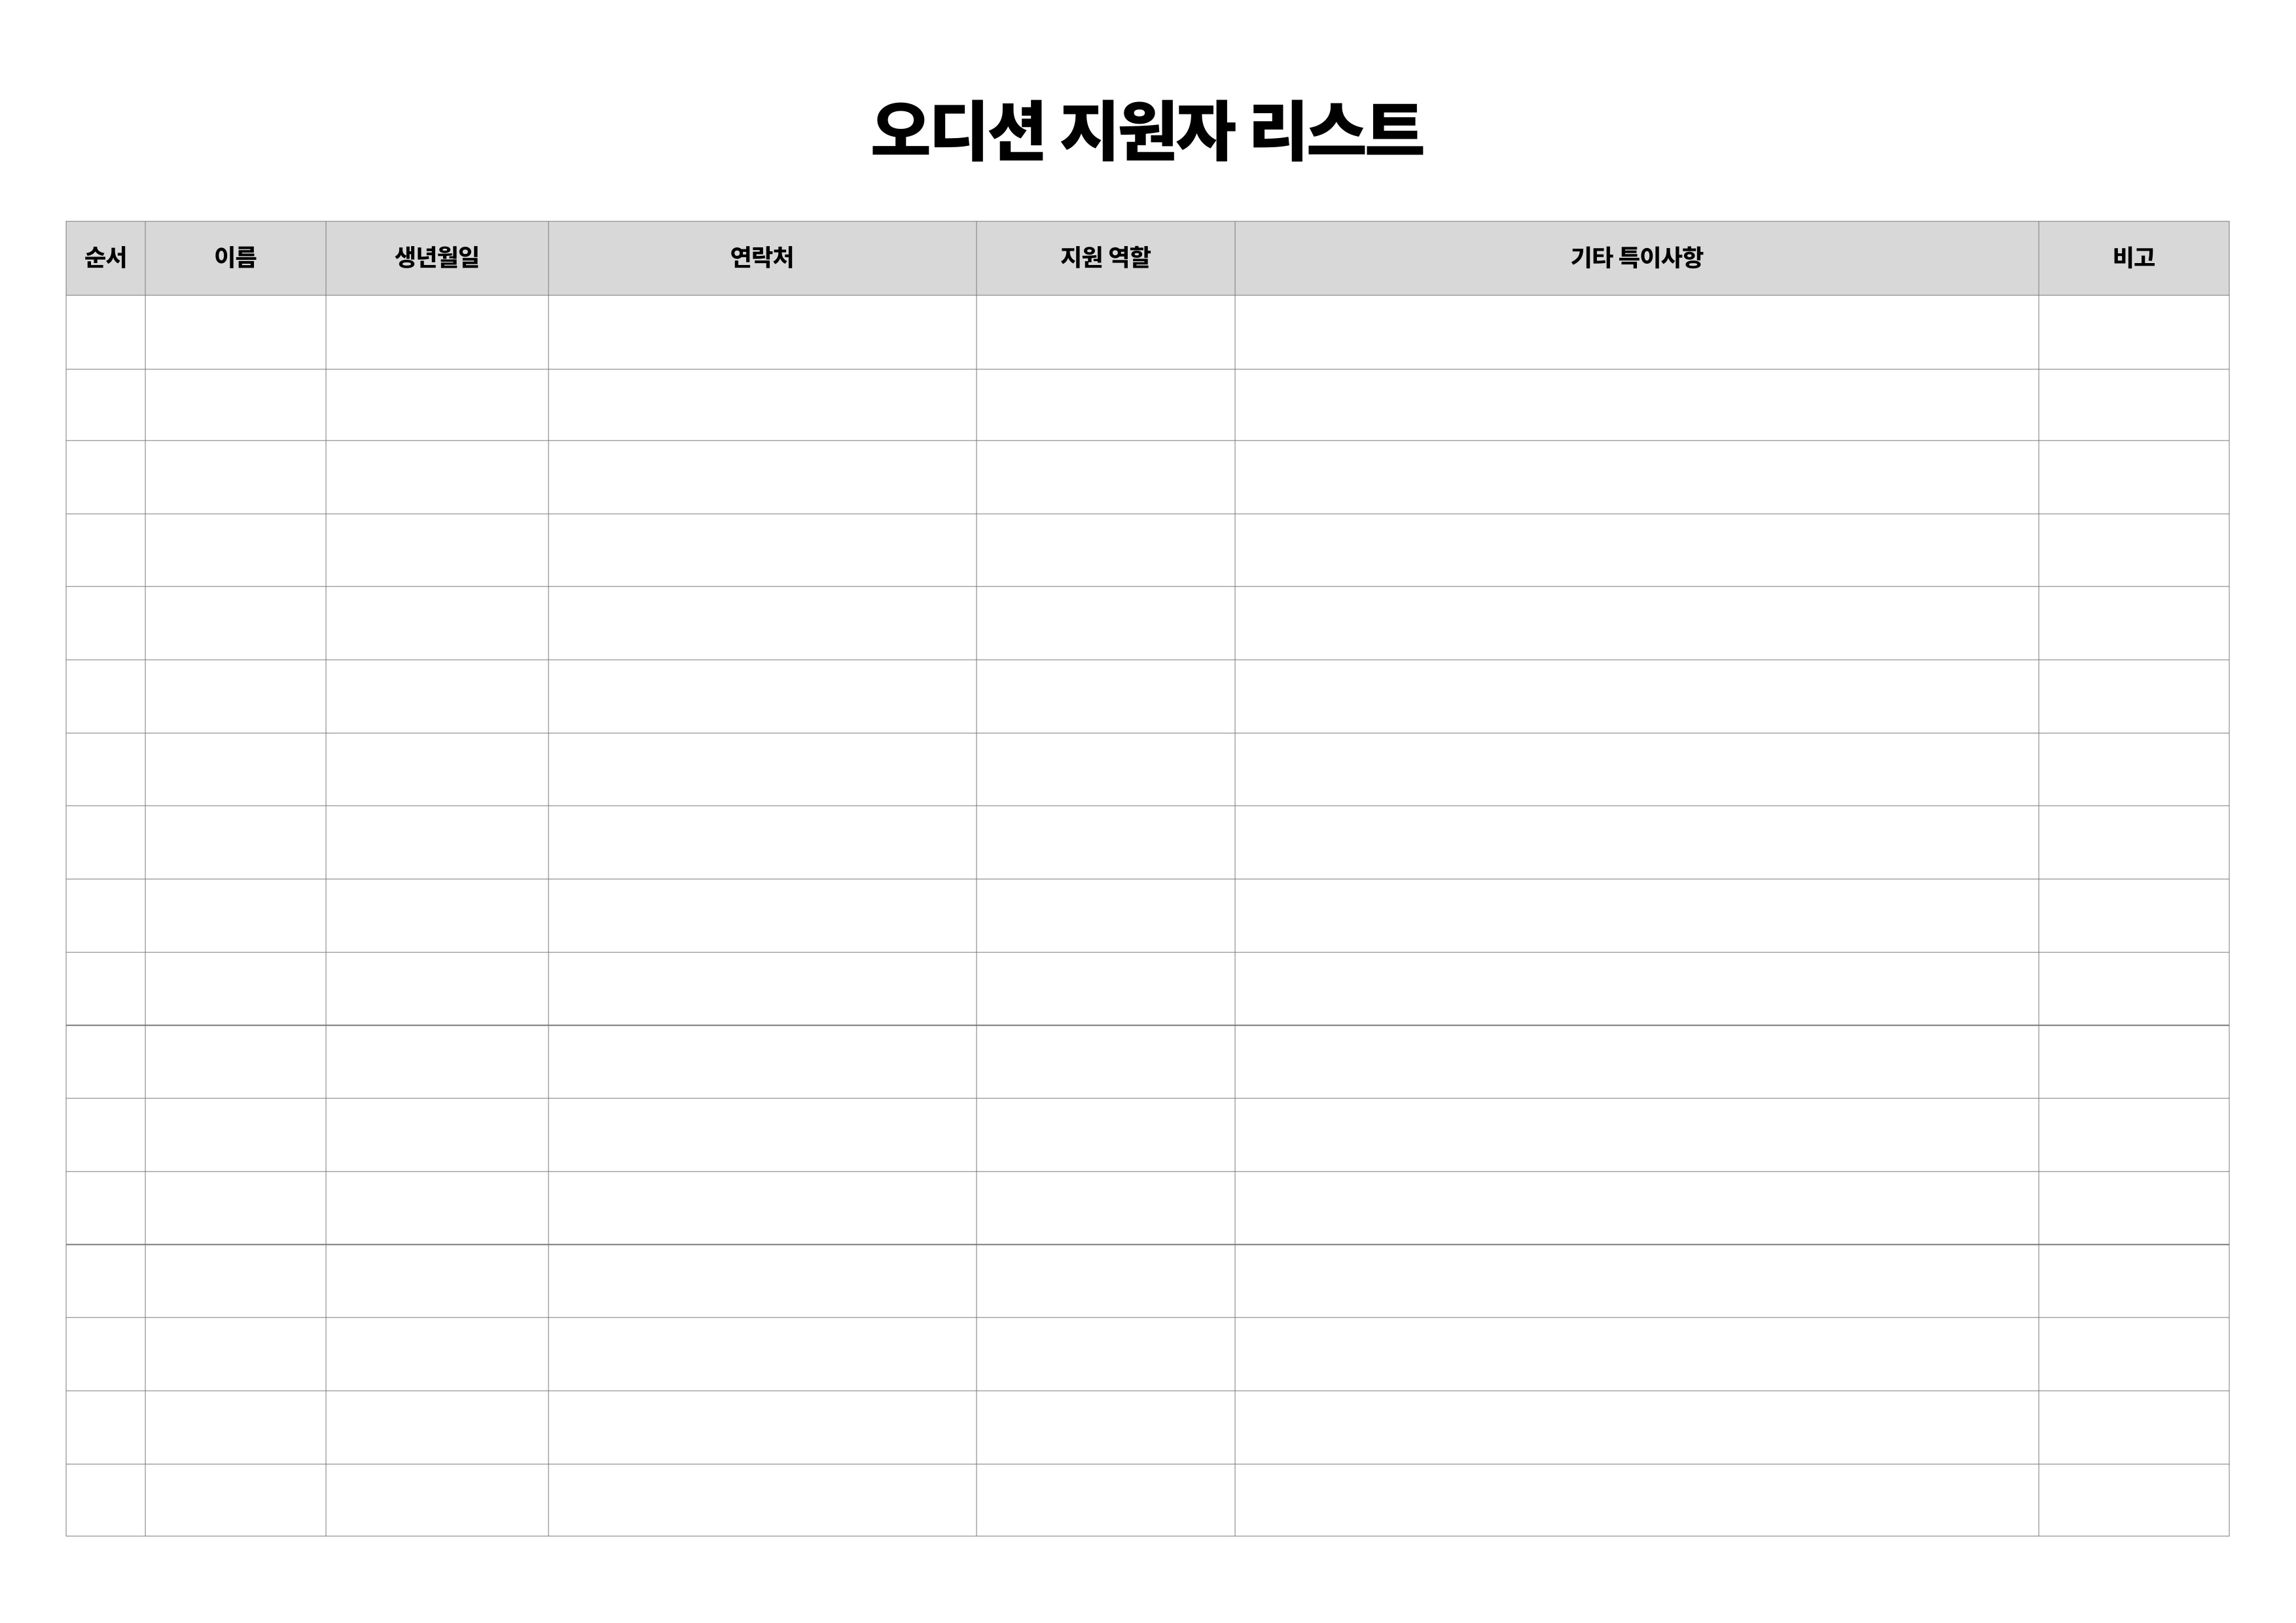 오디션 지원자 리스트
순서 이름 생년월일 연락처 지원 역할 기타 특이사항 비고